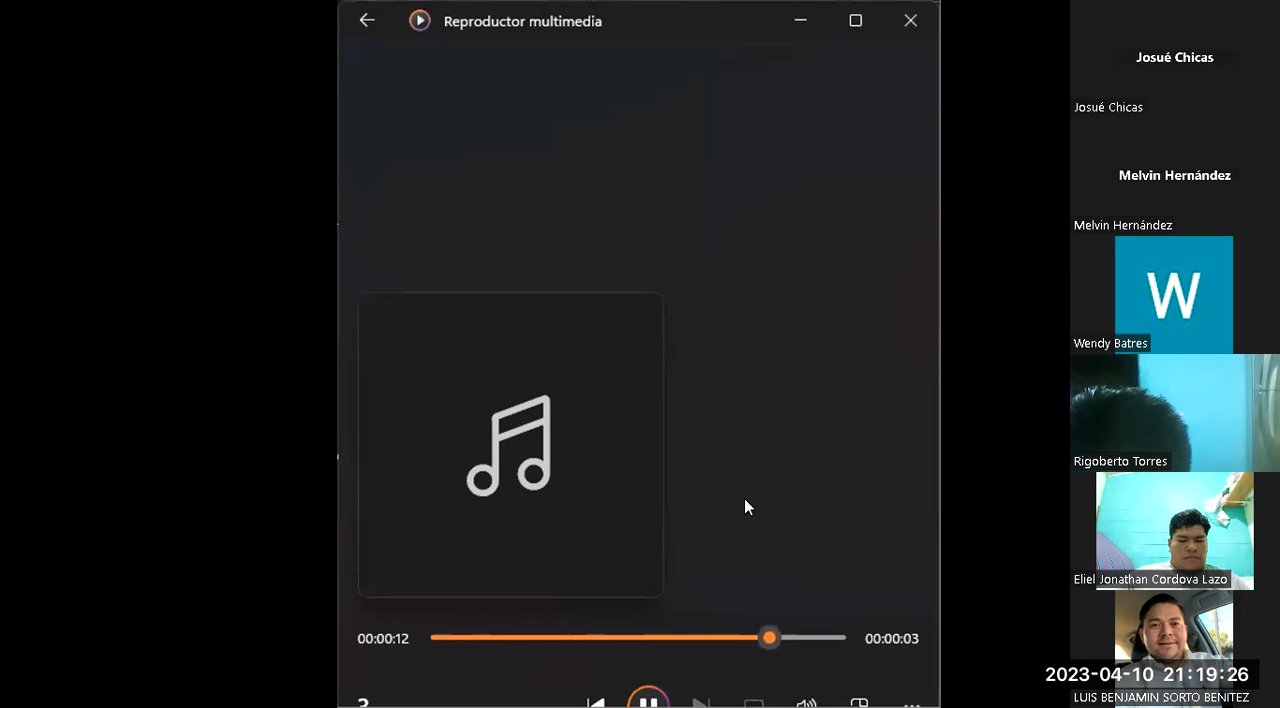 Reproductor multimedia
00:00:12
00:00:03
Josué Chicas
Josué Chicas
Melvin Hernández
Melvin Hernández
W
Wendy Batres
Rigoberto Torres
Eliel Jonathan Cordova Lazo
2023-04-10 21:19:26
LUIS BENJAMIN SORTO BENITEZ